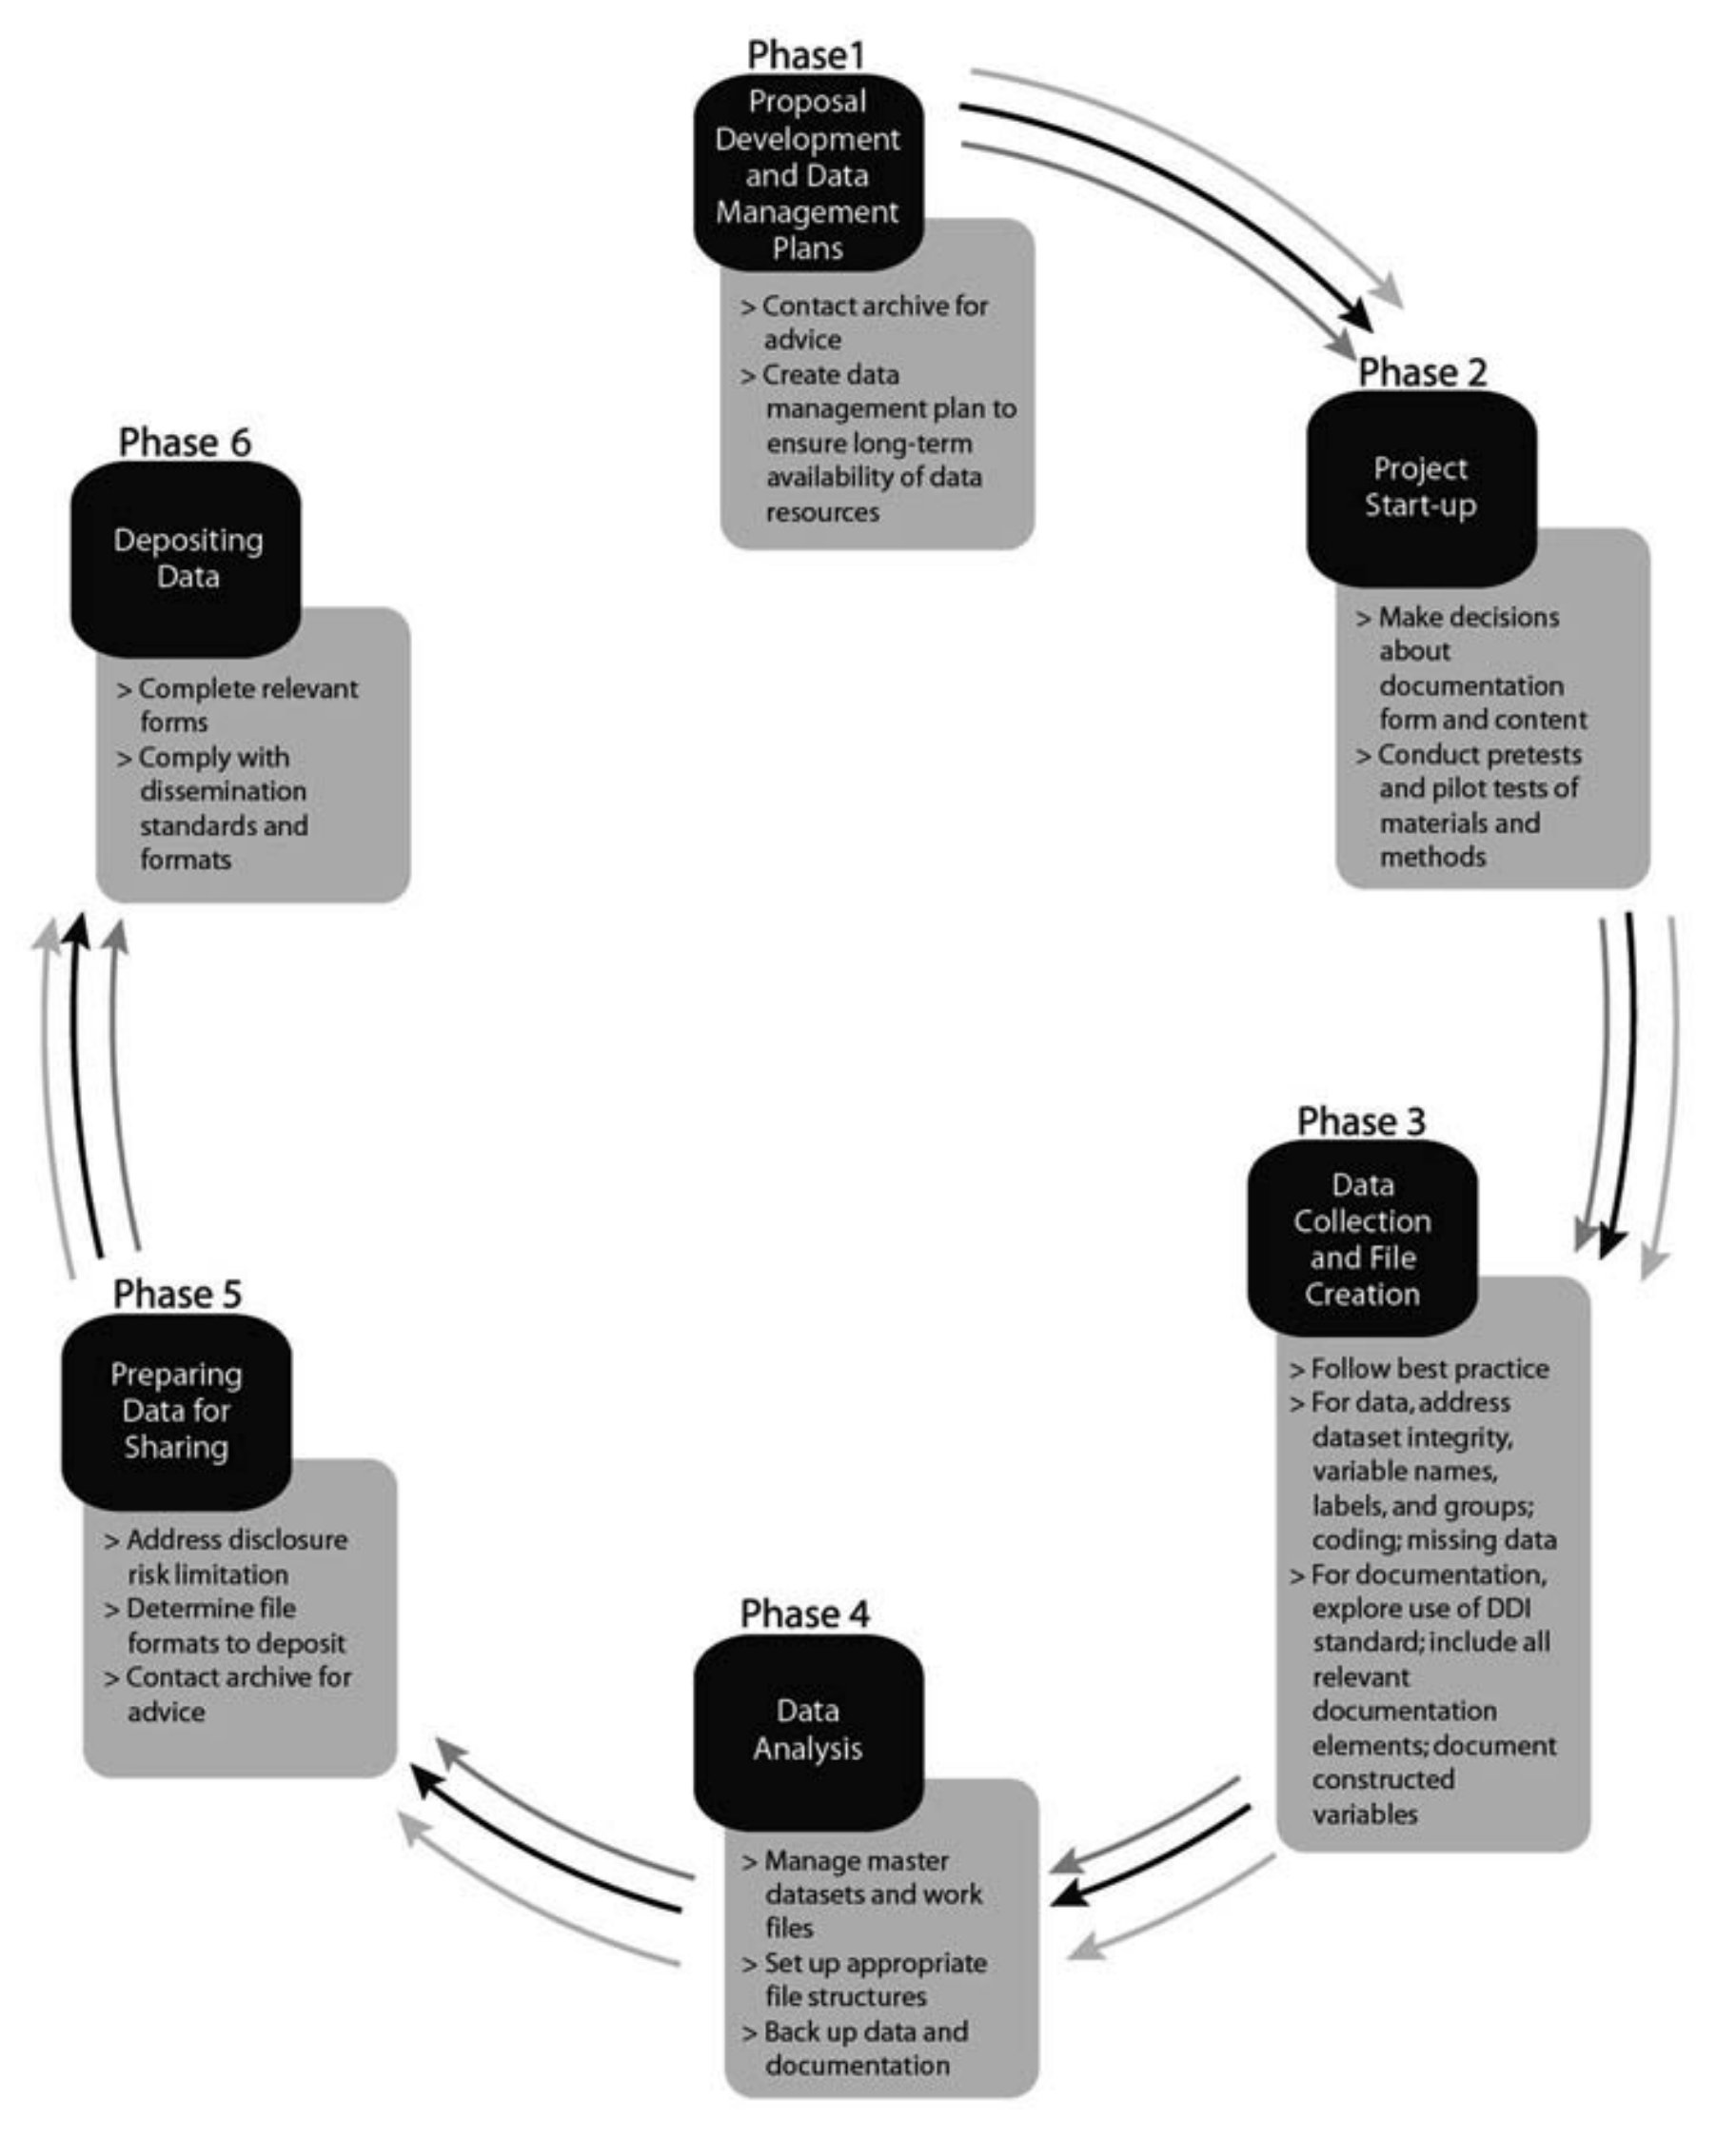 Phase1
Proposal
Development
and Data
Management
Plans
> Contact archive for
advice
> Create data
management plan to
ensure long-term
availability of data
resources
Phase 2
Project
Start-up
> Make decisions
about
documentation
form and content
> Conduct pretests
and pilot tests of
materials and
methods
Phase 3
Data
Collection
and File
Creation
> Follow best practice
> For data, address
dataset integrity,
variable names,
labels, and groups;
coding; missing data
> For documentation,
explore use of DDI
standard; include all
relevant
documentation
elements; document
constructed
variables
Phase 4
Data
Analysis
> Manage master
datasets and work
files
> Set up appropriate
file structures
> Back up data and
documentation
Phase 5
Preparing
Data for
Sharing
> Address disclosure
risk limitation
> Determine file
formats to deposit
> Contact archive for
advice
Phase 6
Depositing
Data
> Complete relevant
forms
> Comply with
dissemination
standards and
formats